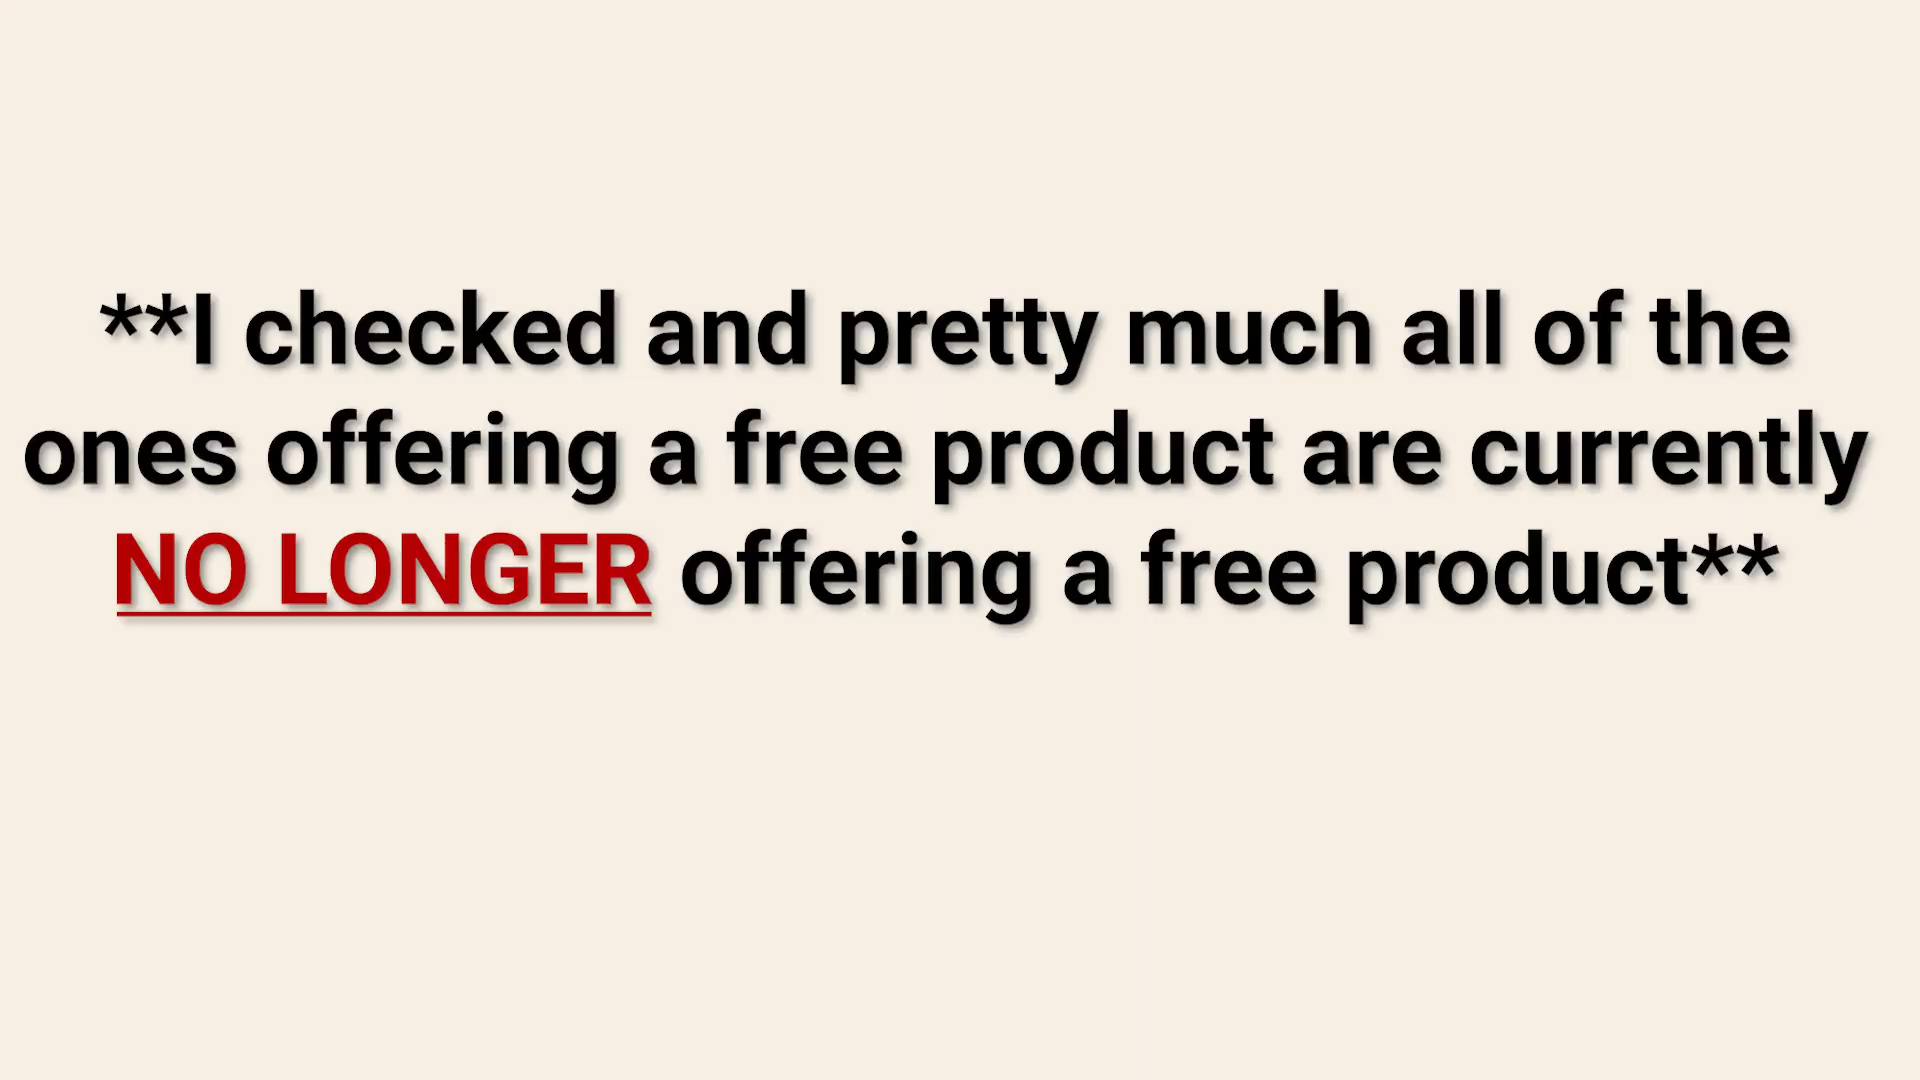 **I checked and pretty much all of the
ones offering a free product are currently
NO LONGER offering a free product**